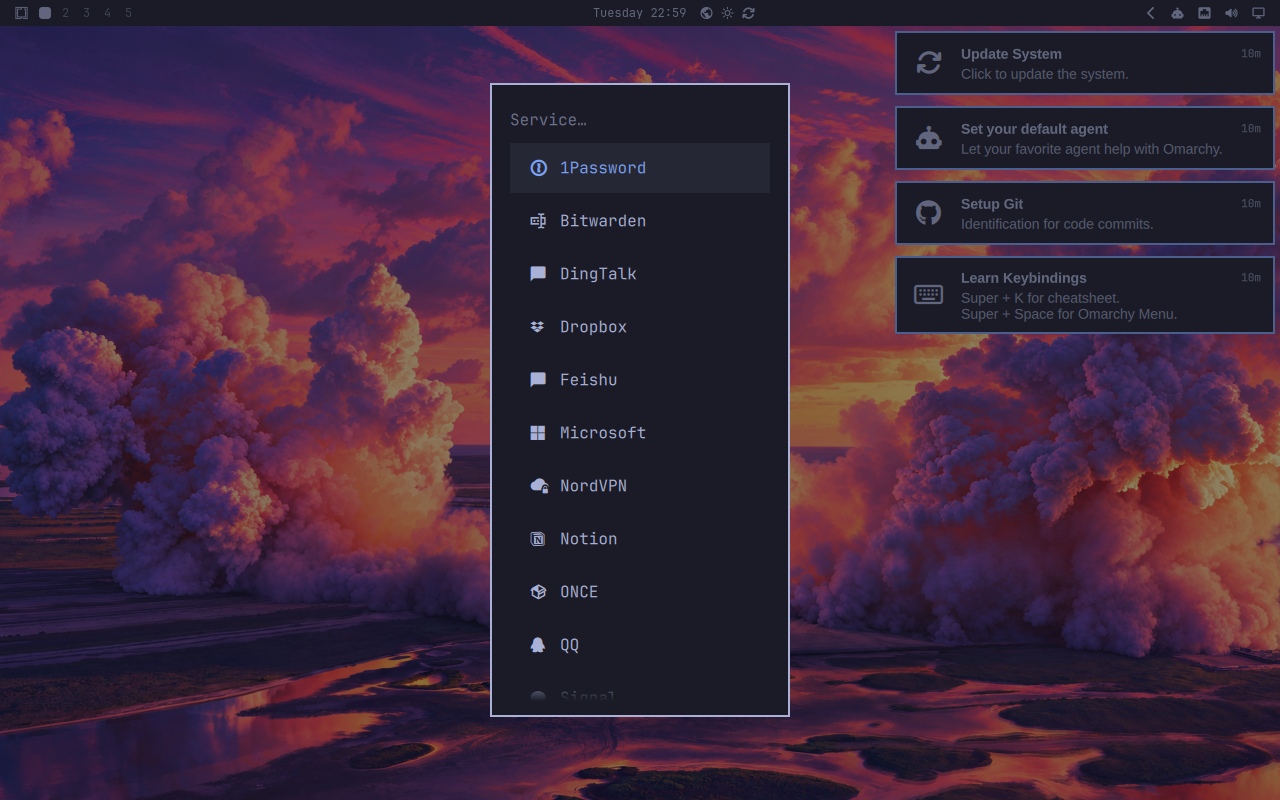 2 3 4 5
Tuesday 22:59
Service…
1Password
Bitwarden
DingTalk
Dropbox
Feishu
Microsoft
NordVPN
Notion
ONCE
QQ
Signal
Update System 10m
Click to update the system.
Set your default agent 10m
Let your favorite agent help with Omarchy.
Setup Git 10m
Identification for code commits.
Learn Keybindings 10m
Super + K for cheatsheet.
Super + Space for Omarchy Menu.